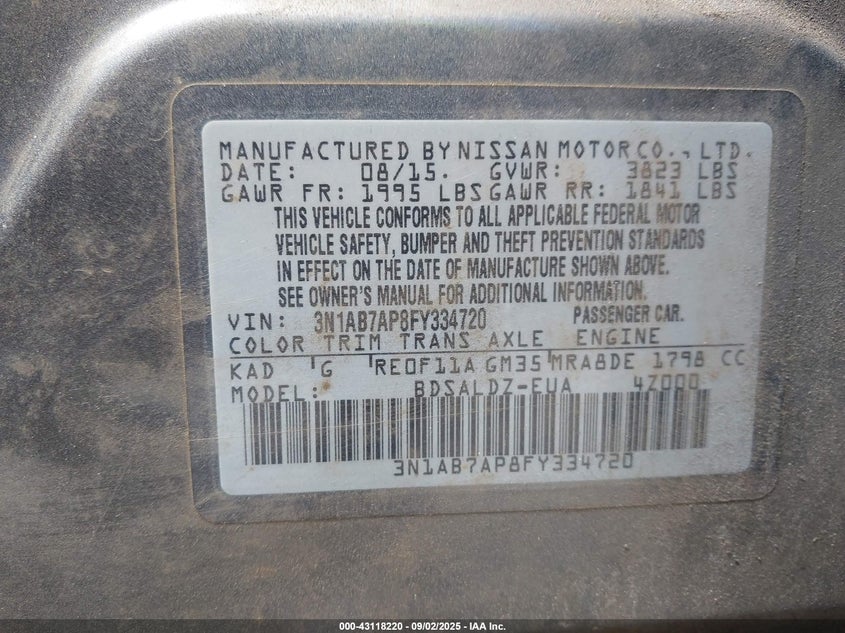 MANUFACTURED BY NISSAN MOTOR CO., LTD.
DATE: 08/15. GVWR: 3823 LBS
GAWR FR: 1995 LBS GAWR RR: 1841 LBS
THIS VEHICLE CONFORMS TO ALL APPLICABLE FEDERAL MOTOR
VEHICLE SAFETY, BUMPER AND THEFT PREVENTION STANDARDS
IN EFFECT ON THE DATE OF MANUFACTURE SHOWN ABOVE.
SEE OWNER'S MANUAL FOR ADDITIONAL INFORMATION.
VIN: 3N1AB7AP8FY334720 PASSENGER CAR.
COLOR TRIM TRANS AXLE ENGINE
KAD G RE0F11A GM35 MRA8DE 1798 CC
MODEL: BDSALDZ-EUA 4Z000
3N1AB7AP8FY334720
000-43118220 - 09/02/2025 - IAA Inc.